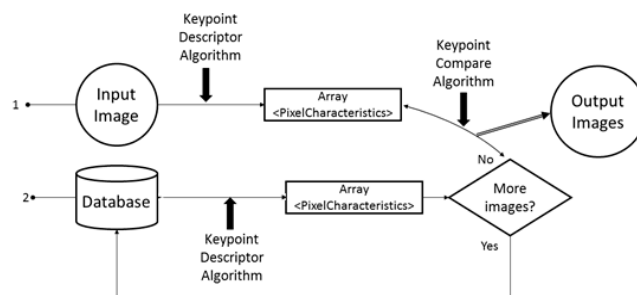 Keypoint
Descriptor
Algorithm
Keypoint
Compare
Algorithm
1
Input
Image
Array
<PixelCharacteristics>
Output
Images
No
2
Database
Array
<PixelCharacteristics>
More
images?
Keypoint
Descriptor
Algorithm
Yes